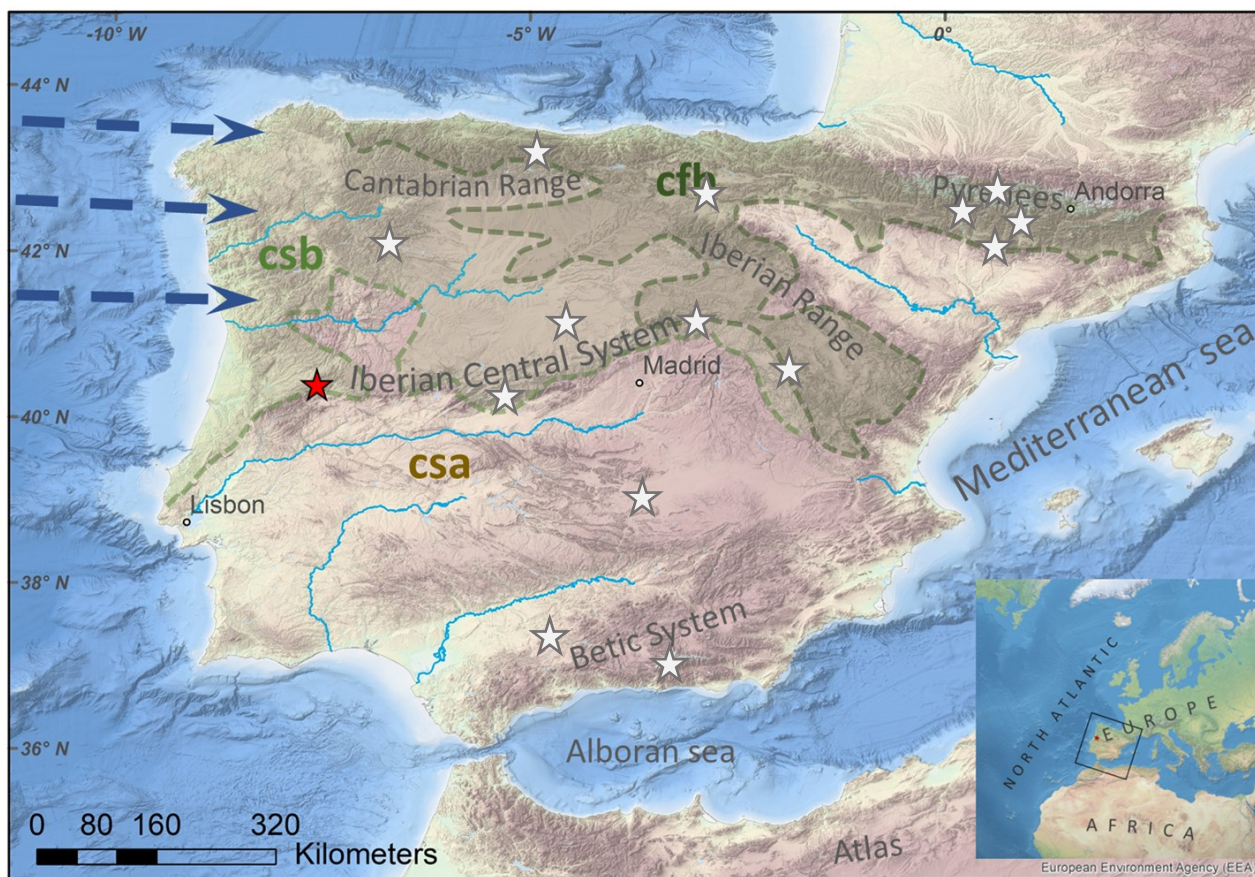 -10° W
-5° W
0°
44° N
Cantabrian Range
cfb
Pyrenees
Andorra
42° N
csb
Iberian Range
Iberian Central System
Madrid
40° N
Mediterranean sea
csa
Lisbon
38° N
Betic System
36° N
Alboran sea
NORTH ATLANTIC
EUROPE
AFRICA
0 80 160 320
Kilometers
Atlas
European Environment Agency (EEA